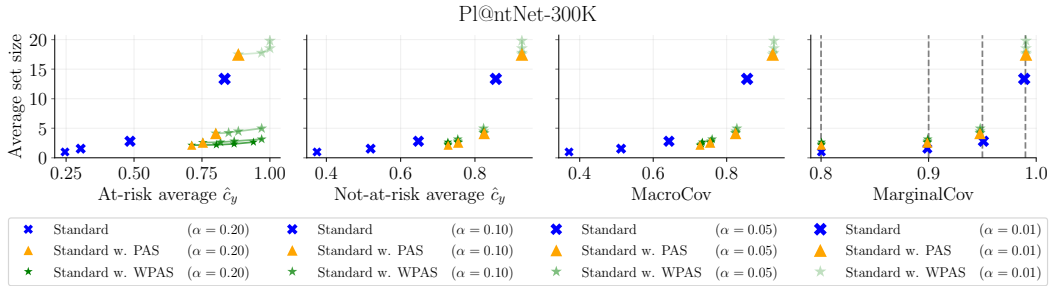 Pl@ntNet-300K
Average set size
20
15
10
5
0
0.25 0.50 0.75 1.00
At-risk average ĉ_y
0.4 0.6 0.8
Not-at-risk average ĉ_y
0.4 0.6 0.8
MacroCov
0.8 0.9 1.0
MarginalCov
Standard (α = 0.20) Standard (α = 0.10) Standard (α = 0.05) Standard (α = 0.01)
Standard w. PAS (α = 0.20) Standard w. PAS (α = 0.10) Standard w. PAS (α = 0.05) Standard w. PAS (α = 0.01)
Standard w. WPAS (α = 0.20) Standard w. WPAS (α = 0.10) Standard w. WPAS (α = 0.05) Standard w. WPAS (α = 0.01)